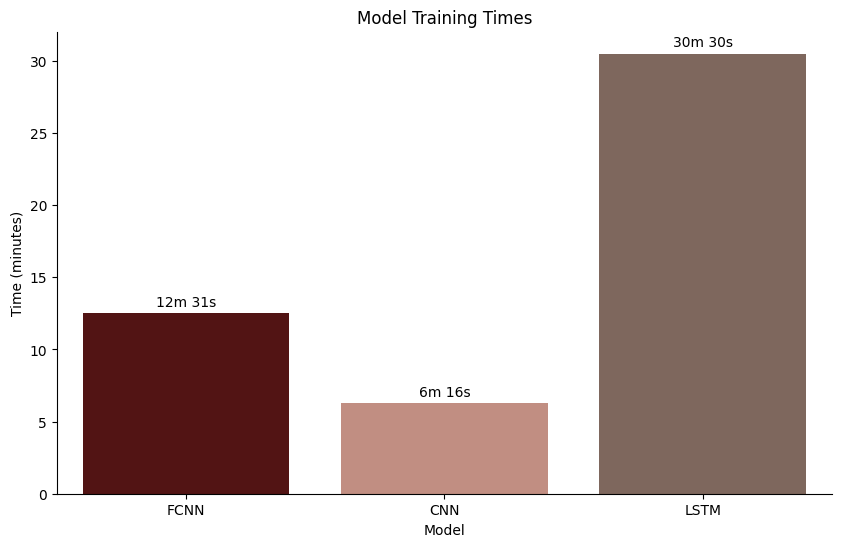 Model Training Times
Time (minutes)
30
25
20
15
10
5
0
12m 31s
6m 16s
30m 30s
FCNN
CNN
LSTM
Model